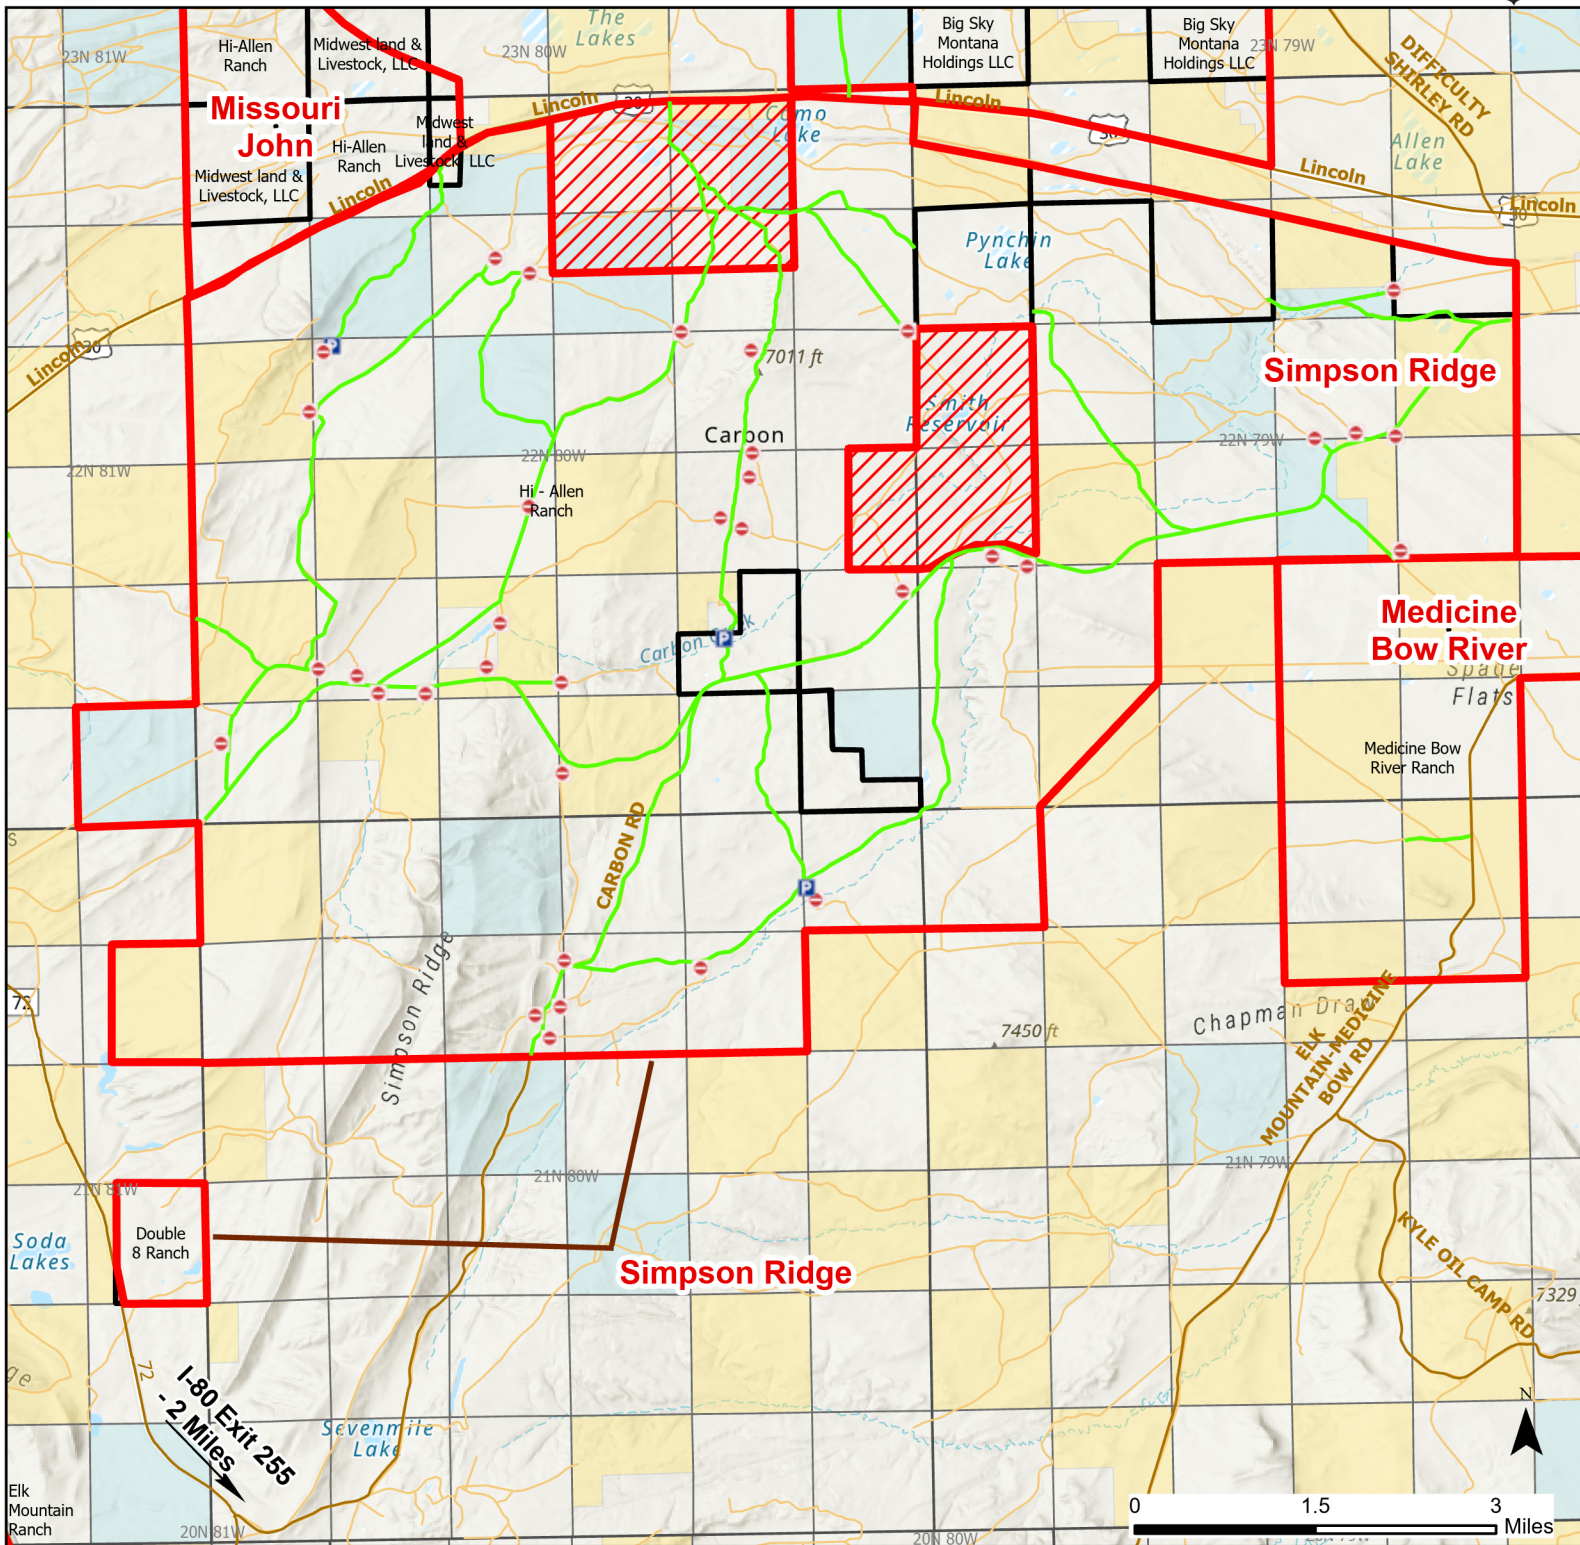 23N 81W
Hi-Allen
Ranch
Midwest land &
Livestock, LLC
23N 80W
The
Lakes
Big Sky
Montana
Holdings LLC
Big Sky
Montana
Holdings LLC
23N 79W
DIFFICULTY
SHIRLEY RD
Missouri
John
Midwest
land &
Livestock, LLC
Hi-Allen
Ranch
Midwest land &
Livestock, LLC
Lincoln
30
Lincoln
Como
Lake
Lincoln
30
Allen
Lake
Lincoln
Lincoln
30
Pynchin
Lake
Lincoln
30
P
7011 ft
Simpson Ridge
Smith
Reservoir
Carbon
22N 81W
22N 80W
22N 79W
Hi - Allen
Ranch
Carbon Creek
P
Medicine
Bow River
Spade
Flats
Medicine Bow
River Ranch
CARBON RD
P
S
72
Simpson Ridge
7450 ft
Chapman Draw
ELK
MOUNTAIN-MEDICINE
BOW RD
21N 81W
21N 80W
21N 79W
Soda
Lakes
Double
8 Ranch
Simpson Ridge
KYLE OIL CAMP RD
7329
ge
72
I-80 Exit 255
- 2 Miles
Sevenmile
Lake
N
Elk
Mountain
Ranch
20N 81W
20N 80W
0 1.5 3
Miles